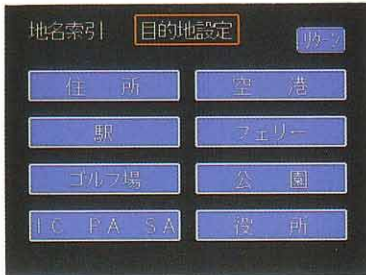 地名索引 目的地設定
リターン
住所 空港
駅 フェリー
ゴルフ場 公園
IC PA SA 役所